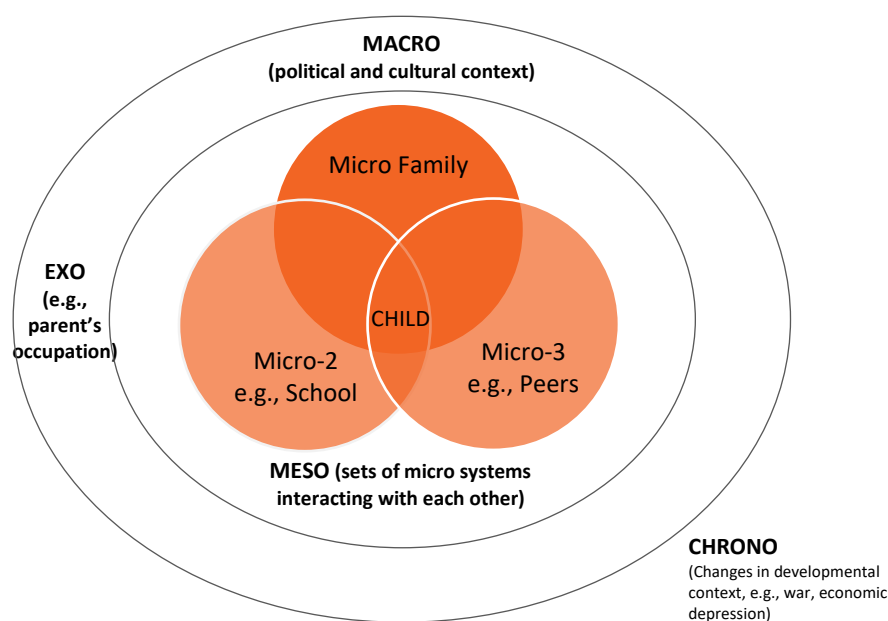 MACRO
(political and cultural context)
Micro Family
EXO
(e.g.,
parent’s
occupation)
CHILD
Micro-2
e.g., School
Micro-3
e.g., Peers
MESO (sets of micro systems
interacting with each other)
CHRONO
(Changes in developmental
context, e.g., war, economic
depression)